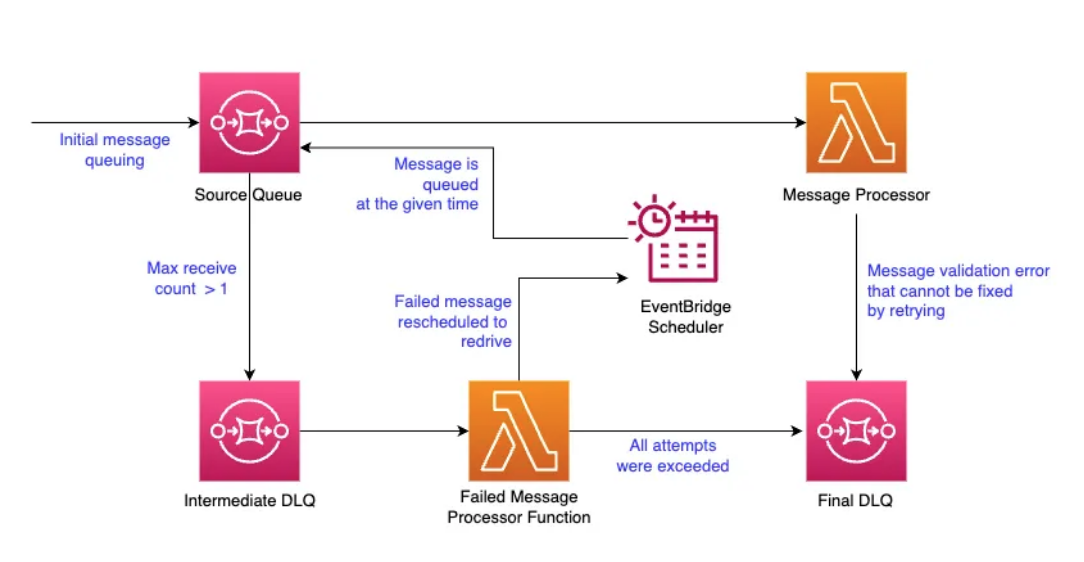 Initial message
queuing
Source Queue
Message is
queued
at the given time
Message Processor
Max receive
count > 1
Failed message
rescheduled to
redrive
EventBridge
Scheduler
Message validation error
that cannot be fixed
by retrying
All attempts
were exceeded
Intermediate DLQ
Failed Message
Processor Function
Final DLQ